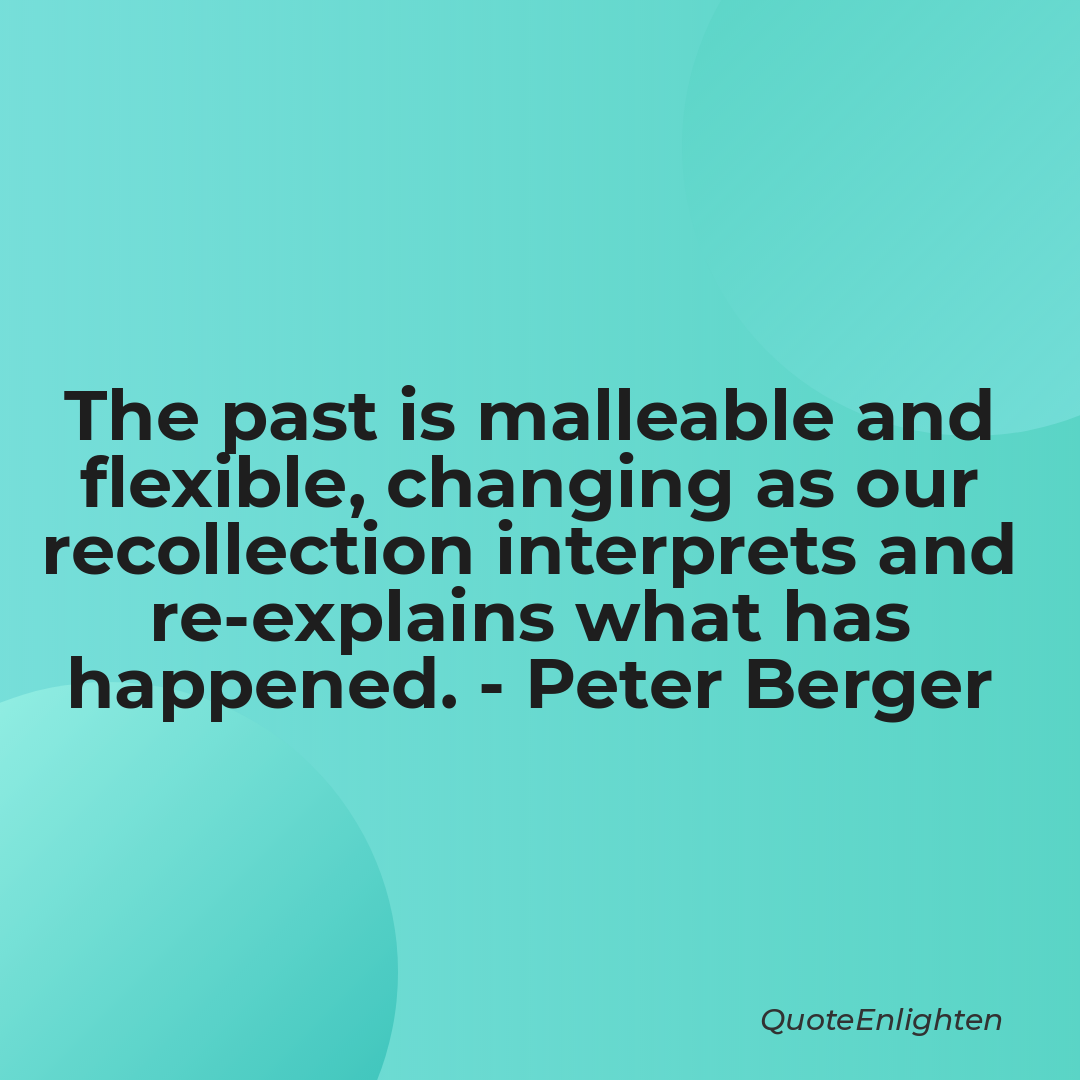 The past is malleable and
flexible, changing as our
recollection interprets and
re-explains what has
happened. - Peter Berger
QuoteEnlighten